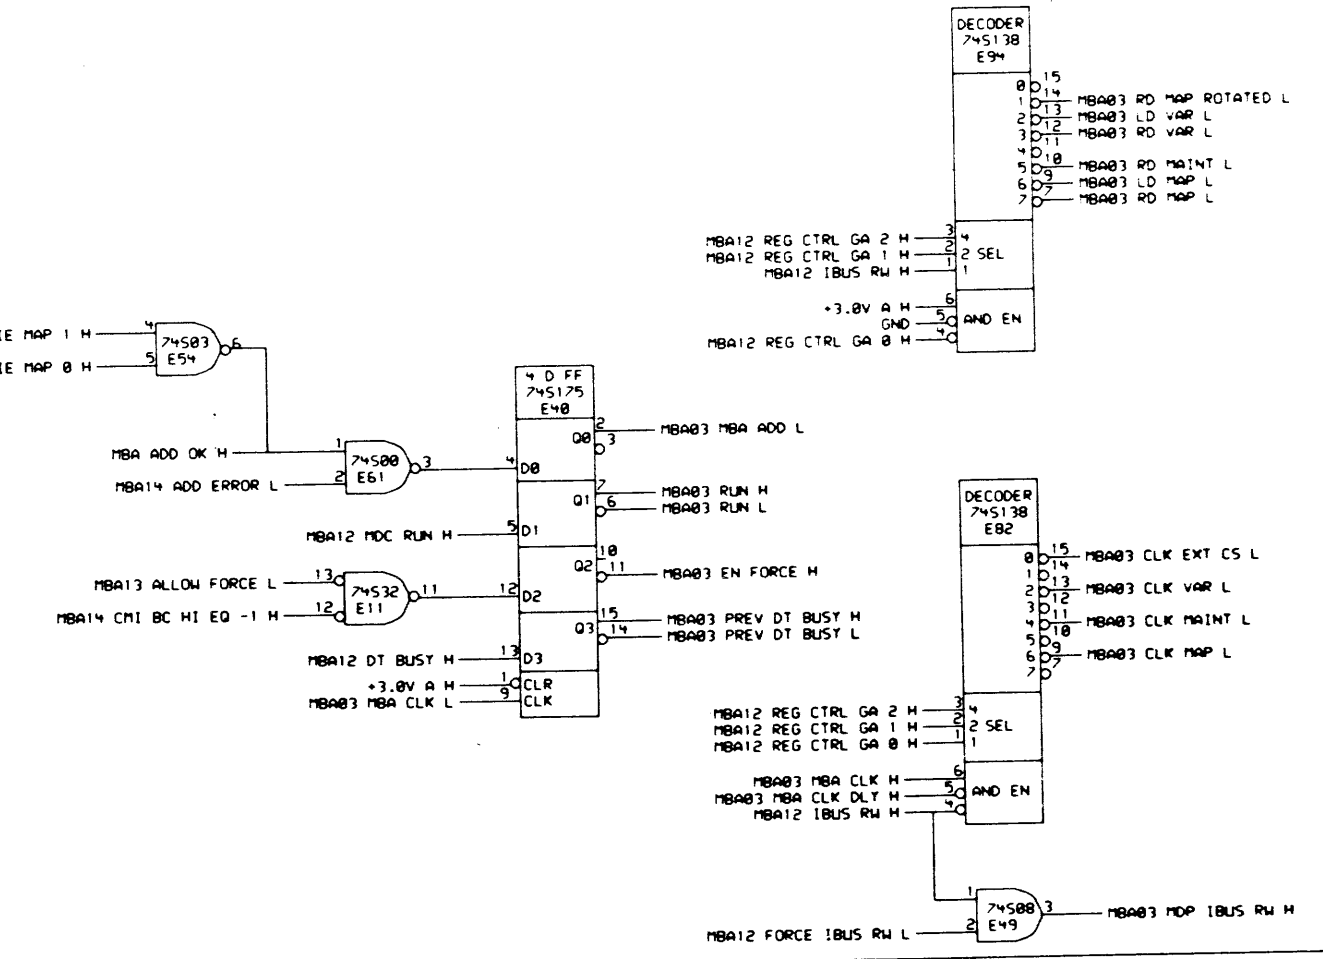 DECODER
74S138
E94
0 15
1 14 MBA03 RD MAP ROTATED L
2 13 MBA03 LD VAR L
3 12 MBA03 RD VAR L
4 11
5 10 MBA03 RD MAINT L
6 9 MBA03 LD MAP L
7 7 MBA03 RD MAP L
MBA12 REG CTRL GA 2 H 3 4
MBA12 REG CTRL GA 1 H 2 2 SEL
MBA12 IBUS RW H 1 1
+3.0V A H 6
GND 5 AND EN
MBA12 REG CTRL GA 0 H 4
IE MAP 1 H 4
74S03
E54
6
IE MAP 0 H 5
MBA ADD OK H 1
74S00
E61
3
MBA14 ADD ERROR L 2
4 D FF
74S175
E40
Q0 2 MBA03 MBA ADD L
3
4 D0
Q1 7 MBA03 RUN H
6 MBA03 RUN L
MBA12 MDC RUN H 5 D1
Q2 10
11 MBA03 EN FORCE H
MBA13 ALLOW FORCE L 13
74S32
E11
11
12 D2
MBA14 CMI BC HI EQ -1 H 12
Q3 15 MBA03 PREV DT BUSY H
14 MBA03 PREV DT BUSY L
MBA12 DT BUSY H 13 D3
+3.0V A H 1 CLR
MBA03 MBA CLK L 9 CLK
DECODER
74S138
E82
0 15 MBA03 CLK EXT CS L
1 14
2 13 MBA03 CLK VAR L
3 12
4 11 MBA03 CLK MAINT L
5 10
6 9 MBA03 CLK MAP L
7 7
MBA12 REG CTRL GA 2 H 3 4
MBA12 REG CTRL GA 1 H 2 2 SEL
MBA12 REG CTRL GA 0 H 1 1
MBA03 MBA CLK H 6
MBA03 MBA CLK DLY H 5 AND EN
MBA12 IBUS RW H 4
1
74S08
E49
3 MBA03 MDP IBUS RW H
MBA12 FORCE IBUS RW L 2